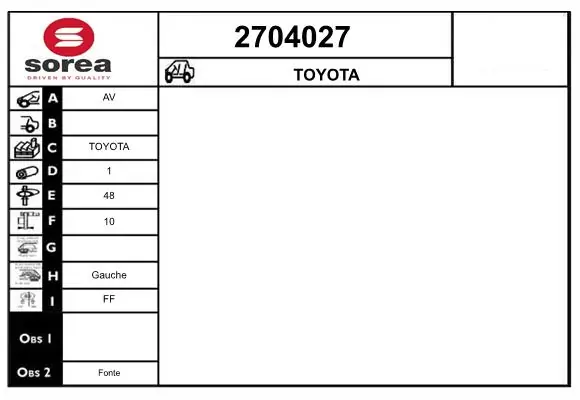 sorea
DRIVEN BY QUALITY
2704027
TOYOTA
A AV
B
C TOYOTA
D 1
E 48
F 10
G
H Gauche
I FF
OBS 1
OBS 2 Fonte